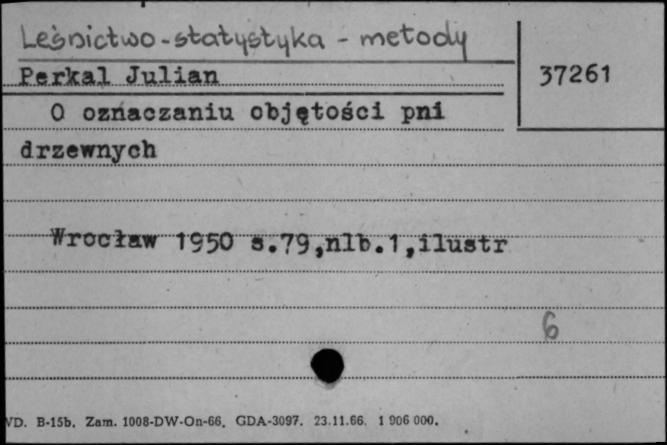 Leśnictwo-statystyka - metody
Perkal Julian
37261
O oznaczaniu objętości pni
drzewnych
Wrocław 1950 s.79,nlb.1,ilustr
6
VD. B-15b. Zam. 1008-DW-On-66. GDA-3097. 23.11.66. 1 906 000.